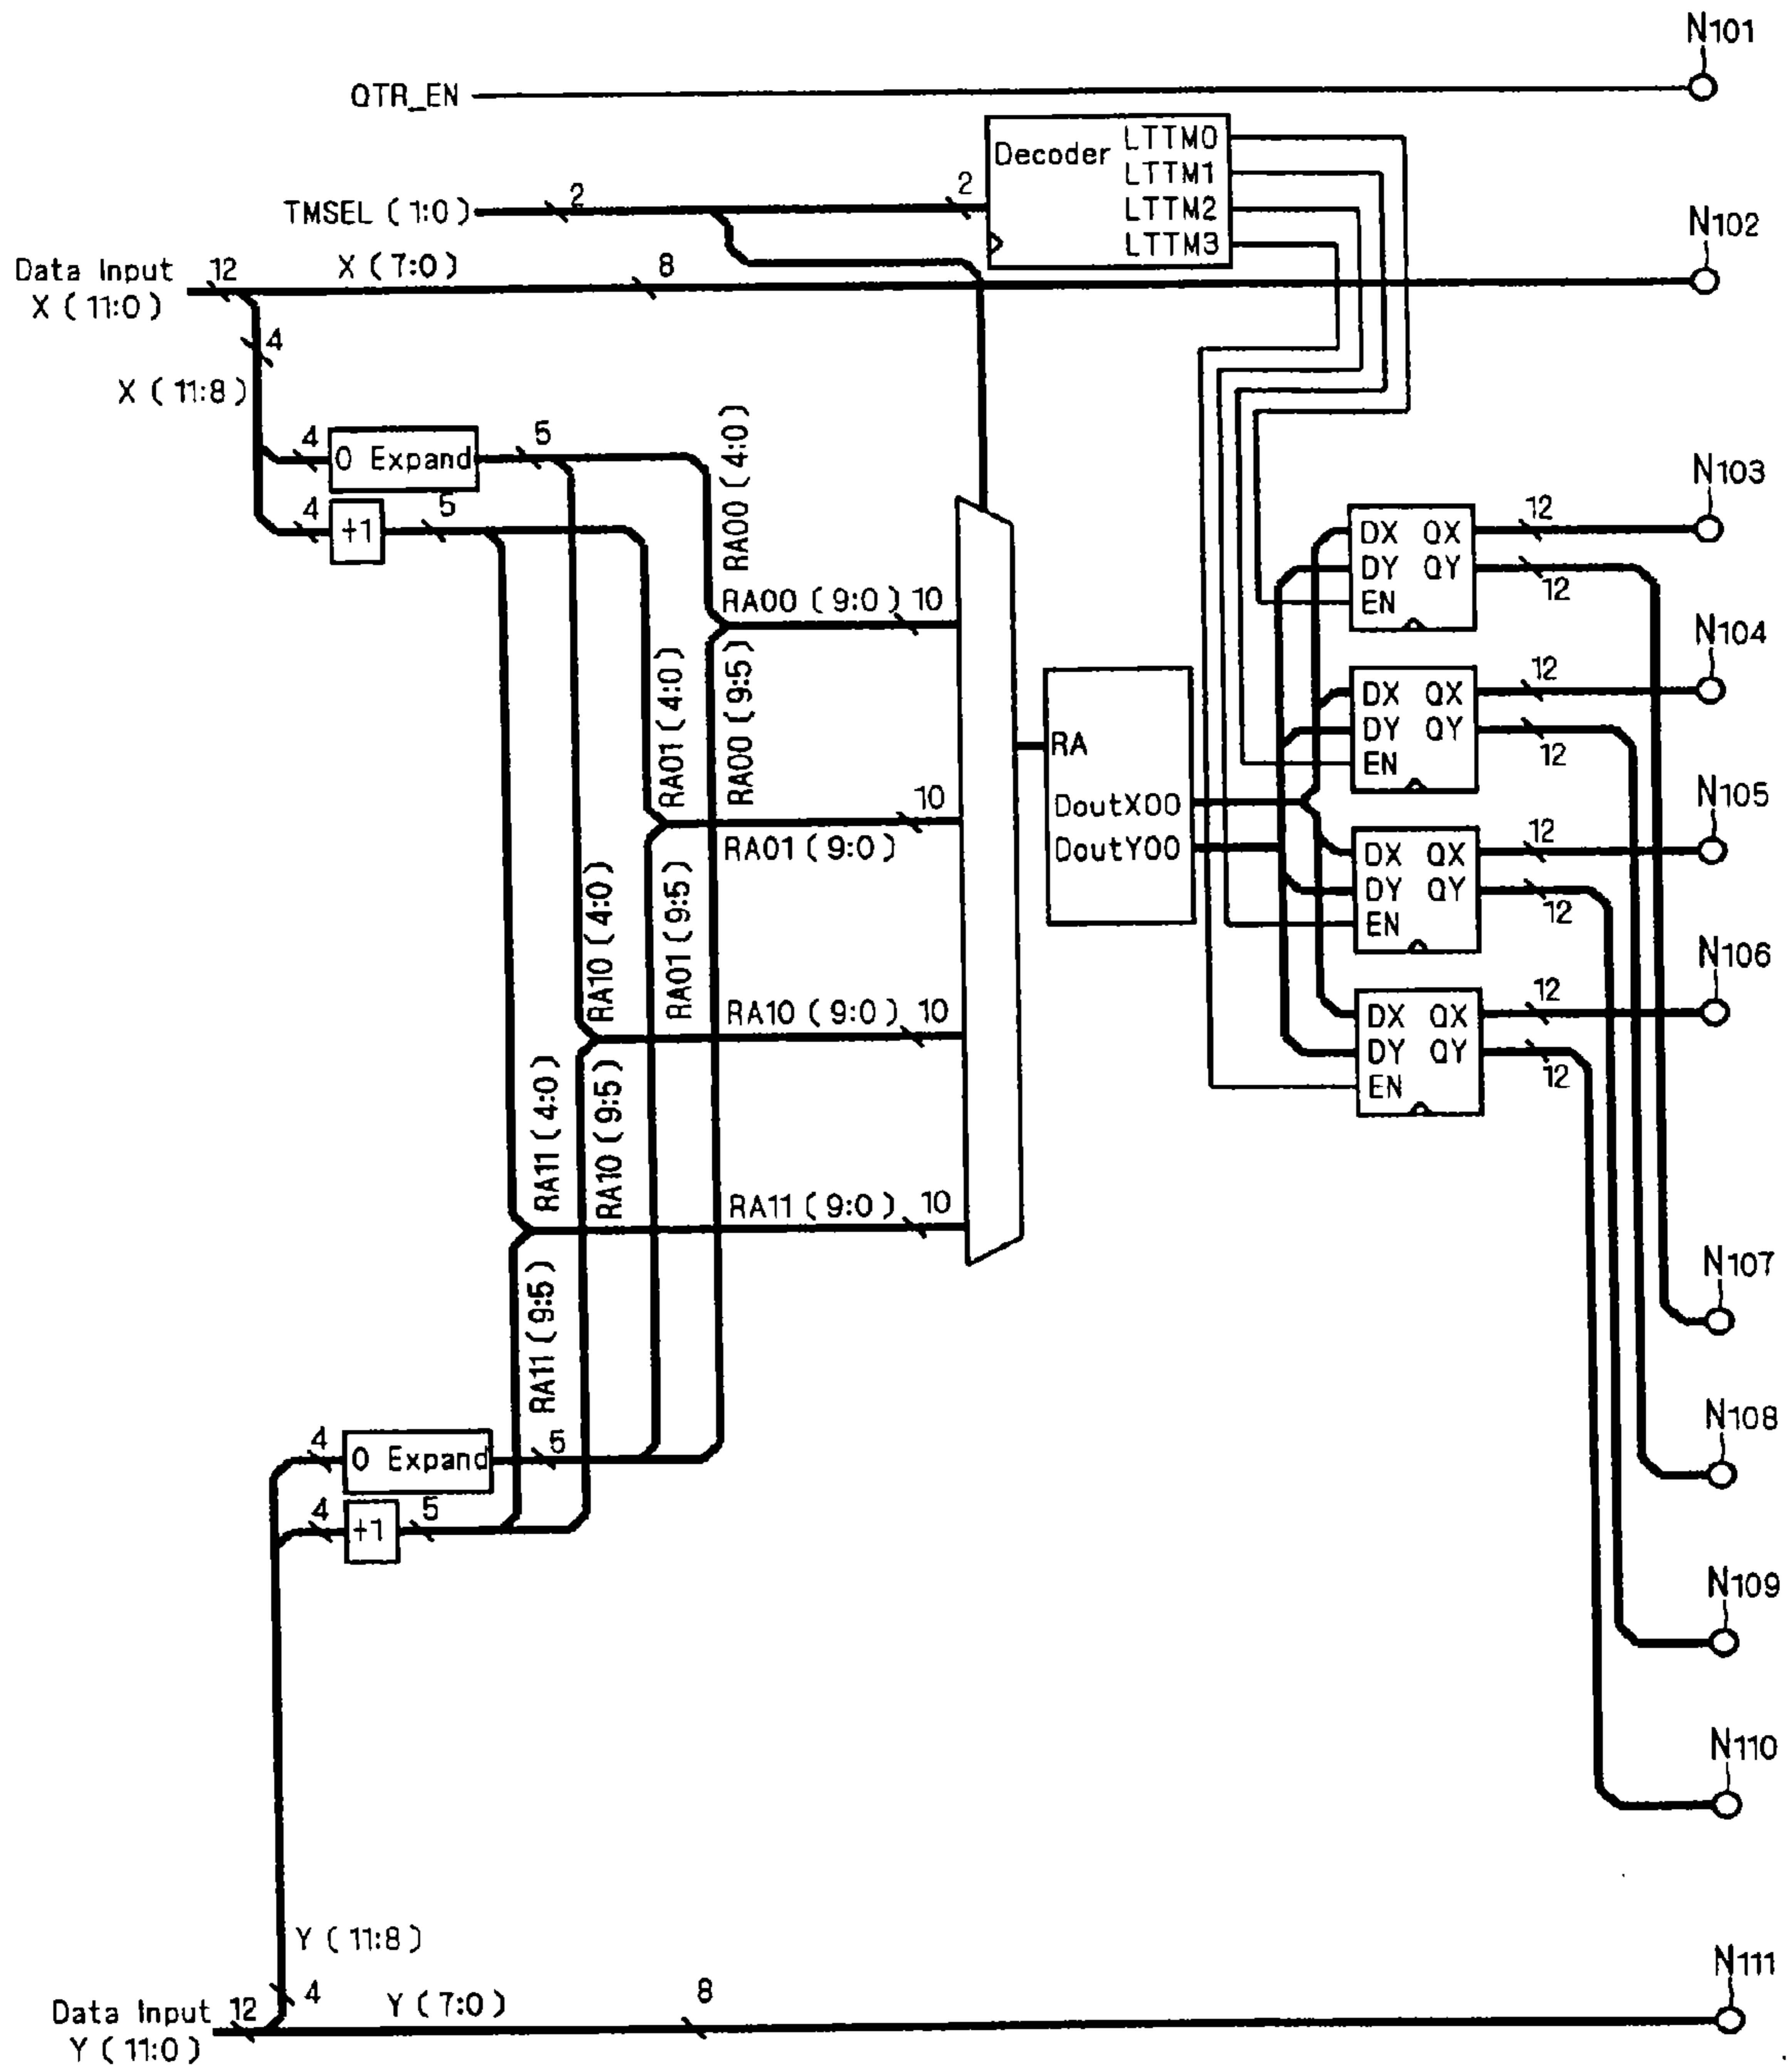 N101
QTR_EN
Decoder
LTTM0
LTTM1
LTTM2
LTTM3
TMSEL (1:0)
2
2
N102
Data Input
X (11:0)
12
X (7:0)
8
4
X (11:8)
4
0 Expand
5
4
+1
5
RA00 (4:0)
N103
DX QX
DY QY
EN
12
12
RA00 (9:0) 10
N104
DX QX
DY QY
EN
12
12
RA01 (4:0)
RA00 (9:5)
RA
DoutX00
DoutY00
10
RA01 (9:0)
N105
DX QX
DY QY
EN
12
12
RA10 (4:0)
RA01 (9:5)
N106
RA10 (9:0) 10
DX QX
DY QY
EN
12
12
RA11 (4:0)
RA10 (9:5)
RA11 (9:0) 10
N107
RA11 (9:5)
N108
4
0 Expand
5
4
+1
5
N109
N110
Y (11:8)
4
N111
Data Input
Y (11:0)
12
Y (7:0)
8